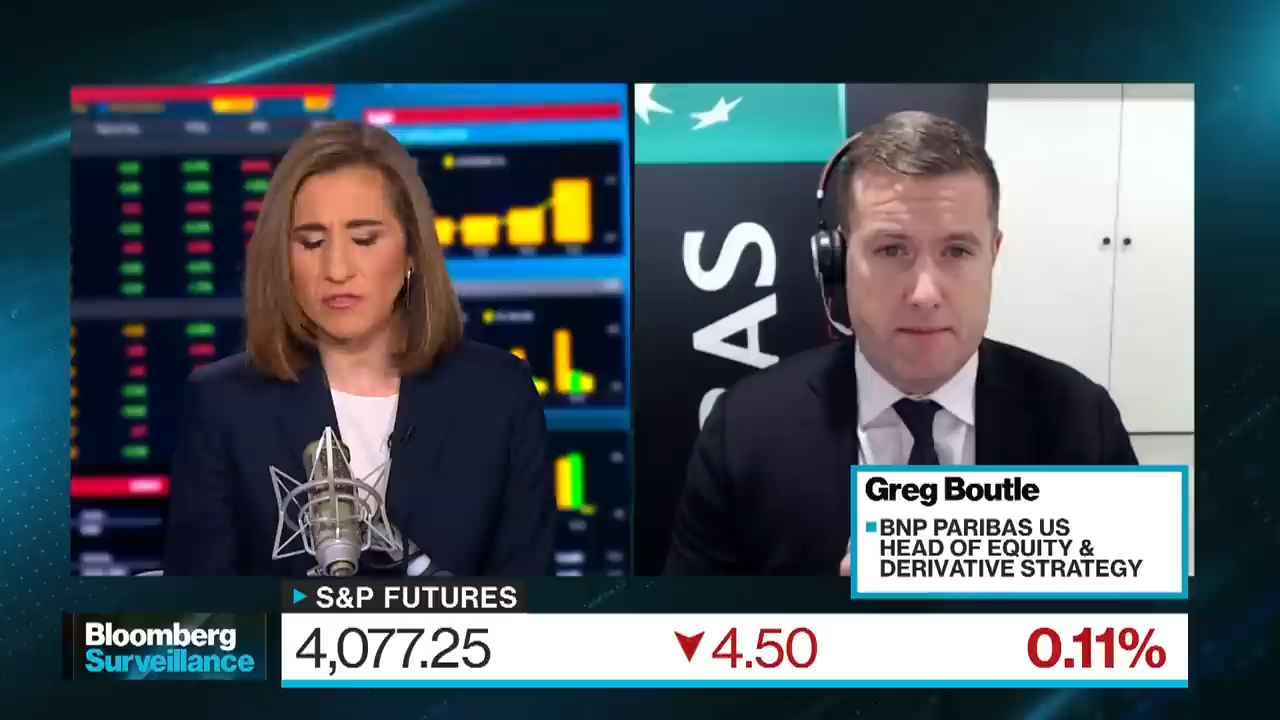 BAS
Greg Boutle
BNP PARIBAS US
HEAD OF EQUITY &
DERIVATIVE STRATEGY
S&P FUTURES
Bloomberg
Surveillance
4,077.25
4.50
0.11%